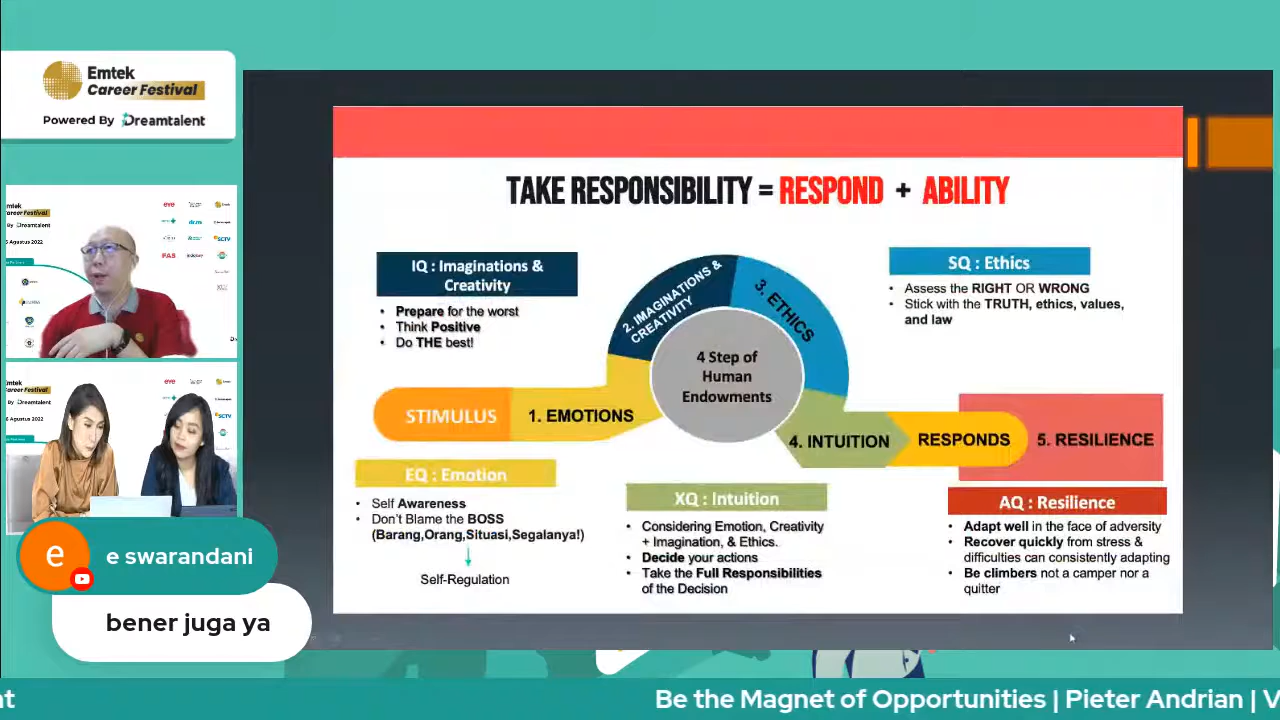 Emtek
Career Festival
Powered By Dreamtalent
TAKE RESPONSIBILITY = RESPOND + ABILITY
IQ : Imaginations &
Creativity
• Prepare for the worst
• Think Positive
• Do THE best!
SQ : Ethics
• Assess the RIGHT OR WRONG
• Stick with the TRUTH, ethics, values,
and law
2. IMAGINATIONS &
CREATIVITY
3. ETHICS
4 Step of
Human
Endowments
STIMULUS
1. EMOTIONS
4. INTUITION
RESPONDS
5. RESILIENCE
EQ : Emotion
• Self Awareness
• Don't Blame the BOSS
(Barang,Orang,Situasi,Segalanya!)
Self-Regulation
XQ : Intuition
• Considering Emotion, Creativity
+ Imagination, & Ethics.
• Decide your actions
• Take the Full Responsibilities
of the Decision
AQ : Resilience
• Adapt well in the face of adversity
• Recover quickly from stress &
difficulties can consistently adapting
• Be climbers not a camper nor a
quitter
e
e swarandani
bener juga ya
Be the Magnet of Opportunities | Pieter Andrian | V